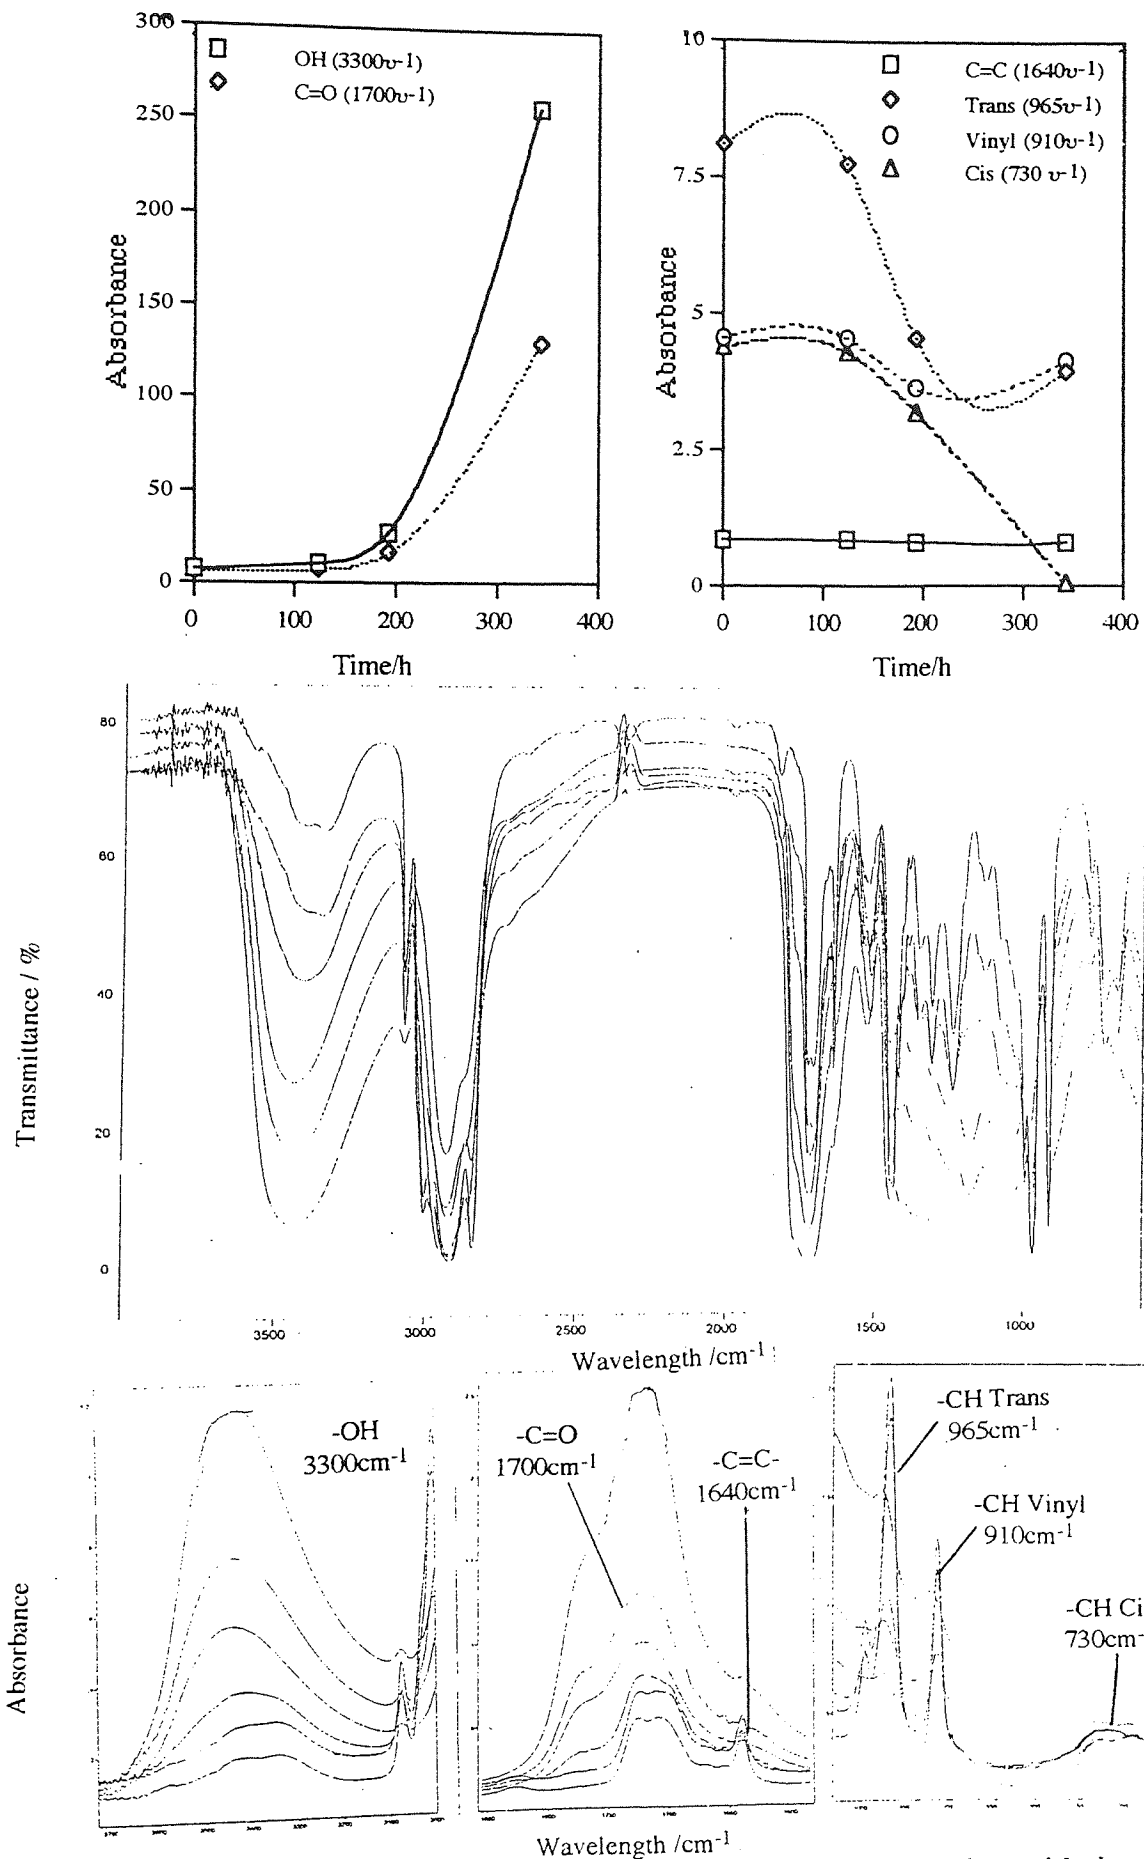 300
250
200
150
100
50
0
OH (3300υ-1)
C=O (1700υ-1)
Absorbance
0 100 200 300 400
Time/h
10
7.5
5
2.5
0
C=C (1640υ-1)
Trans (965υ-1)
Vinyl (910υ-1)
Cis (730 υ-1)
Absorbance
0 100 200 300 400
Time/h
80
60
40
20
0
Transmittance / %
3500 3000 2500 2000 1500 1000
Wavelength /cm-1
-OH
3300cm-1
-C=O
1700cm-1
-C=C-
1640cm-1
-CH Trans
965cm-1
-CH Vinyl
910cm-1
-CH Ci
730cm-
Absorbance
Wavelength /cm-1